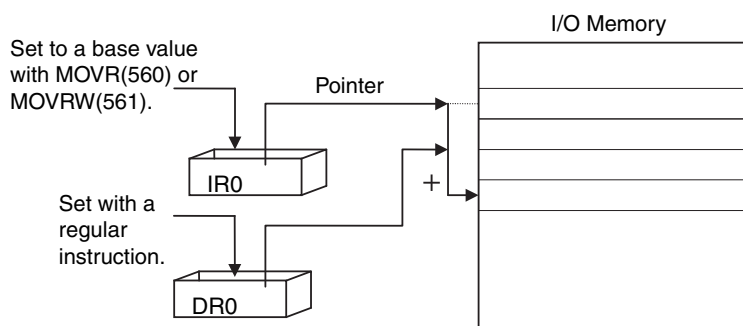 I/O Memory
Set to a base value
with MOVR(560) or
MOVRW(561).
Pointer
IR0
+
Set with a
regular
instruction.
DR0